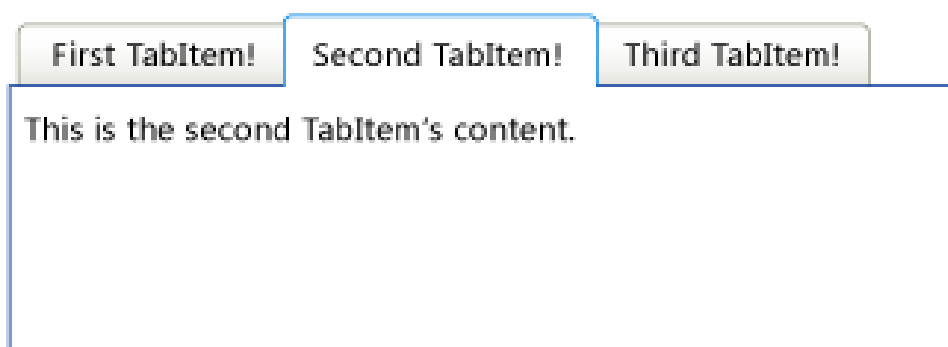 First TabItem! Second TabItem! Third TabItem!
This is the second TabItem's content.